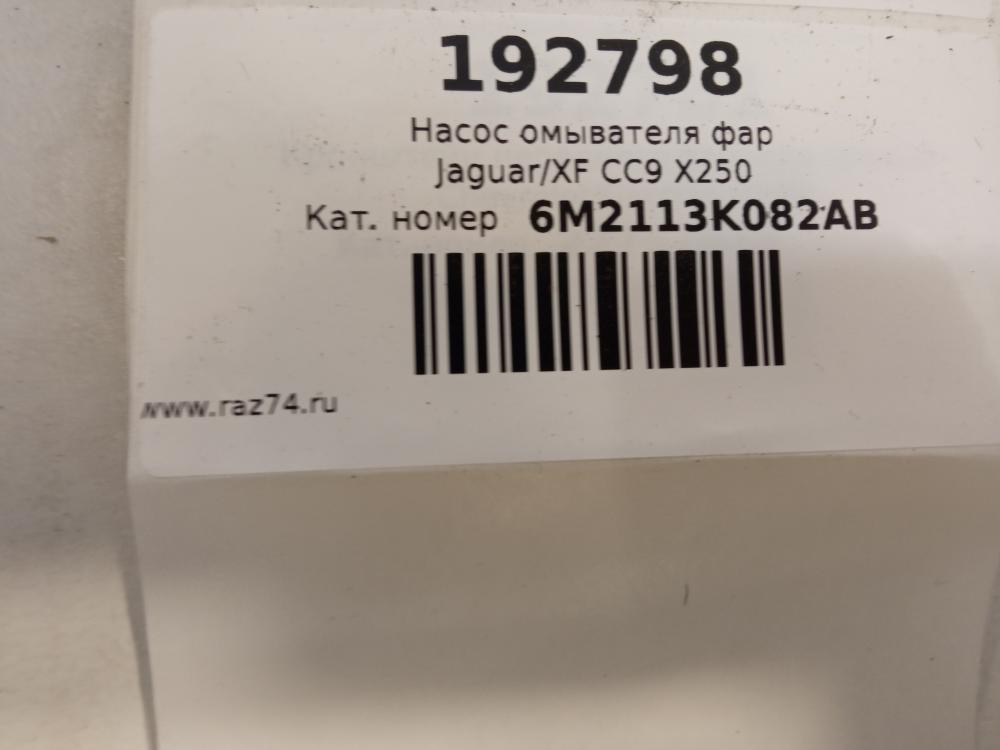 192798
Насос омывателя фар
Jaguar/XF CC9 X250
Кат. номер 6M2113K082AB
www.raz74.ru